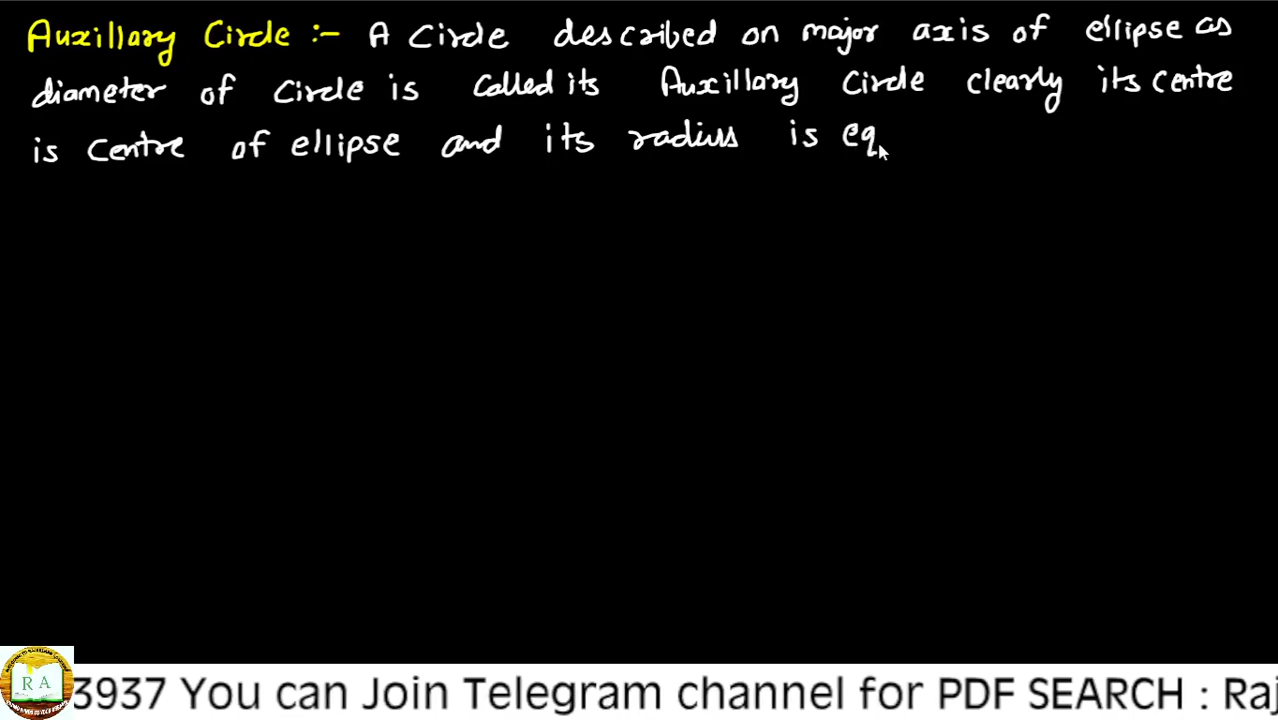 Auxillary Circle :- A Circle described on major axis of ellipse as
diameter of Circle is called its Auxillary Circle clearly its centre
is centre of ellipse and its radius is eq
R A
3937 You can Join Telegram channel for PDF SEARCH : Raj